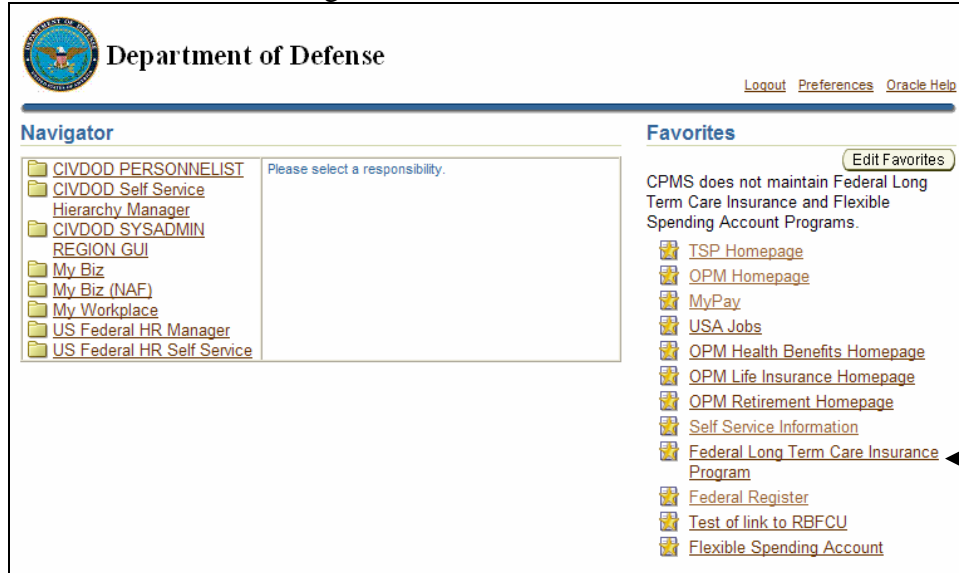 Department of Defense
Logout Preferences Oracle Help
Navigator
CIVDOD PERSONNELIST
CIVDOD Self Service
Hierarchy Manager
CIVDOD SYSADMIN
REGION GUI
My Biz
My Biz (NAF)
My Workplace
US Federal HR Manager
US Federal HR Self Service
Please select a responsibility.
Favorites
Edit Favorites
CPMS does not maintain Federal Long
Term Care Insurance and Flexible
Spending Account Programs.
TSP Homepage
OPM Homepage
MyPay
USA Jobs
OPM Health Benefits Homepage
OPM Life Insurance Homepage
OPM Retirement Homepage
Self Service Information
Federal Long Term Care Insurance
Program
Federal Register
Test of link to RBFCU
Flexible Spending Account